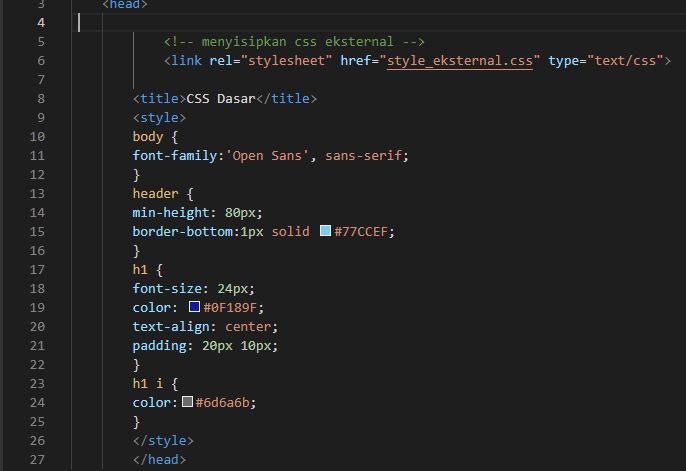 3 <head>
4
5 <!-- menyisipkan css eksternal -->
6 <link rel="stylesheet" href="style_eksternal.css" type="text/css">
7
8 <title>CSS Dasar</title>
9 <style>
10 body {
11 font-family:'Open Sans', sans-serif;
12 }
13 header {
14 min-height: 80px;
15 border-bottom:1px solid #77CCEF;
16 }
17 h1 {
18 font-size: 24px;
19 color: #0F189F;
20 text-align: center;
21 padding: 20px 10px;
22 }
23 h1 i {
24 color:#6d6a6b;
25 }
26 </style>
27 </head>